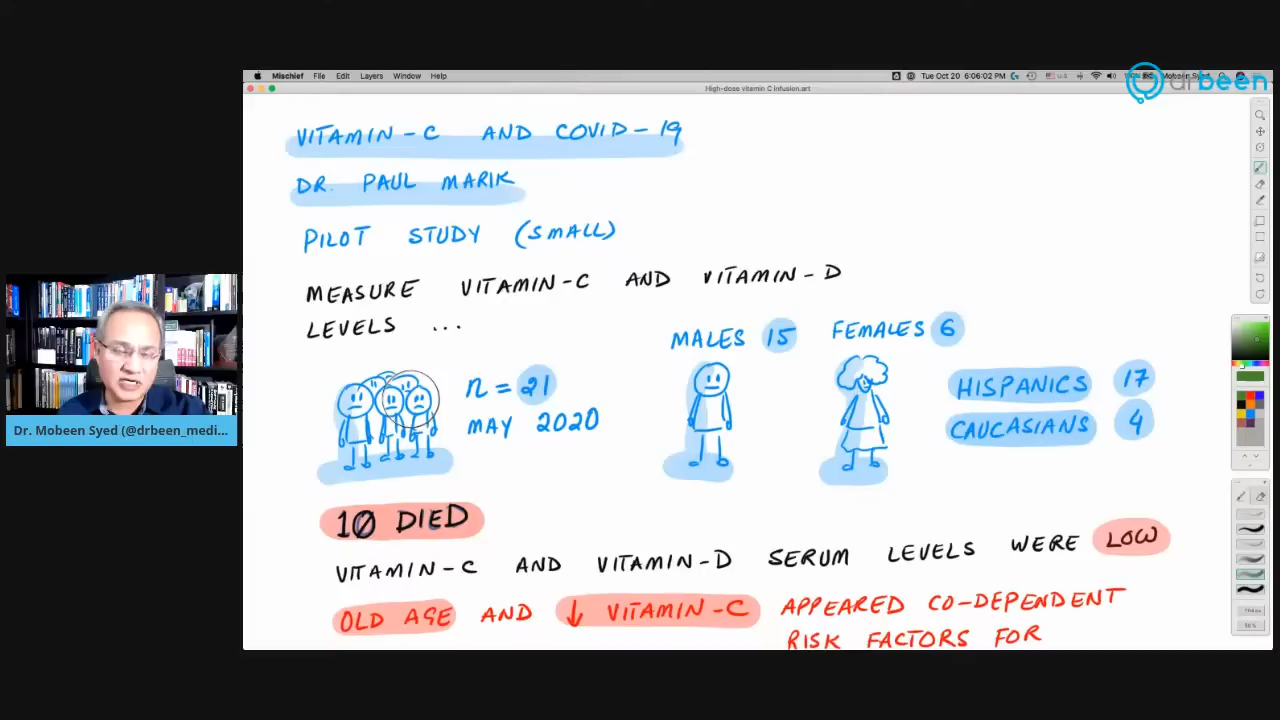 Mischief File Edit Layers Window Help
Tue Oct 20 6:06:02 PM
Mobeen Syed
drbeen
High-dose vitamin C infusion.art
VITAMIN-C AND COVID-19
DR. PAUL MARIK
PILOT STUDY (SMALL)
MEASURE VITAMIN-C AND VITAMIN-D
LEVELS ...
MALES 15 FEMALES 6
n = 21
MAY 2020
HISPANICS 17
CAUCASIANS 4
Dr. Mobeen Syed (@drbeen_medi...
10 DIED
VITAMIN-C AND VITAMIN-D SERUM LEVELS WERE LOW
OLD AGE AND ↓ VITAMIN-C APPEARED CO-DEPENDENT
RISK FACTORS FOR